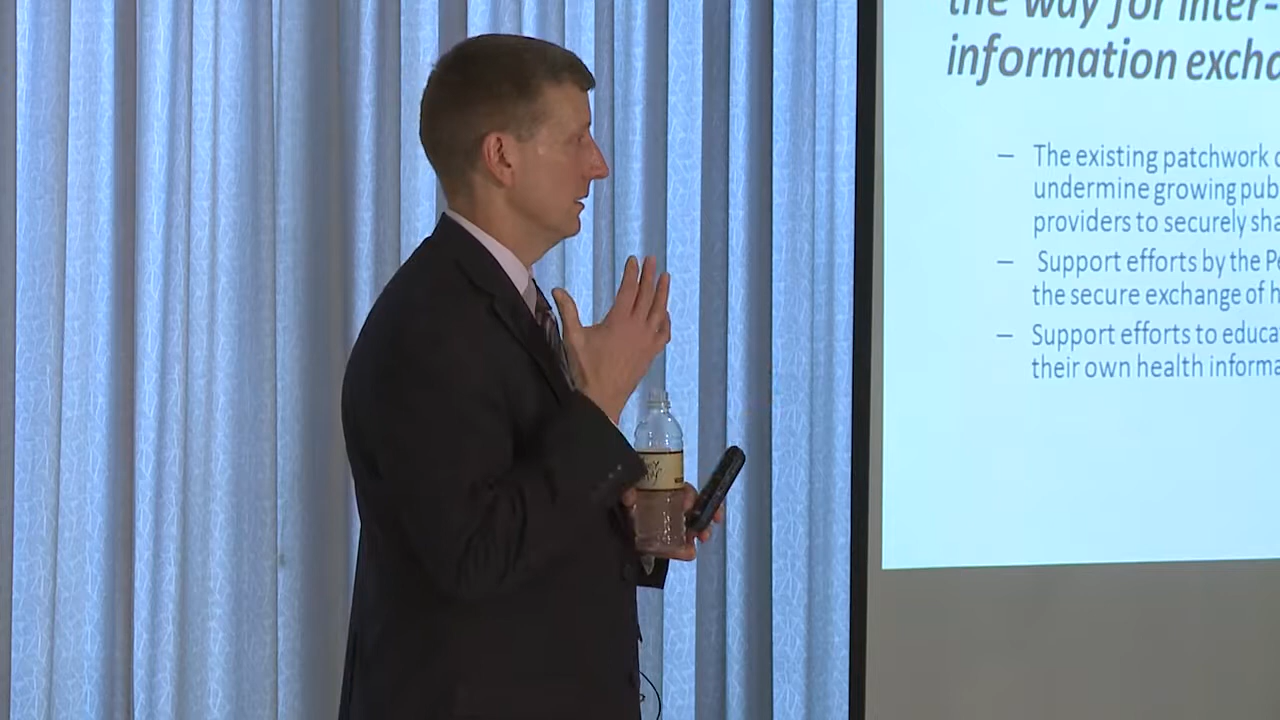 the way for inter-
information excha
– The existing patchwork o
undermine growing pub
providers to securely sha
– Support efforts by the Pe
the secure exchange of h
– Support efforts to educa
their own health informa